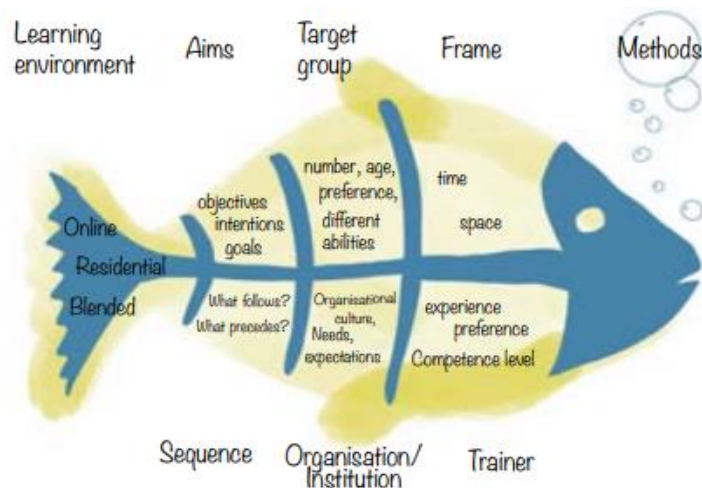 Learning
environment
Aims
Target
group
Frame
Methods
Online
Residential
Blended
objectives
intentions
goals
number, age,
preference,
different
abilities
time
space
What follows?
What precedes?
Organisational
culture,
Needs,
expectations
experience
preference
Competence level
Sequence
Organisation/
Institution
Trainer